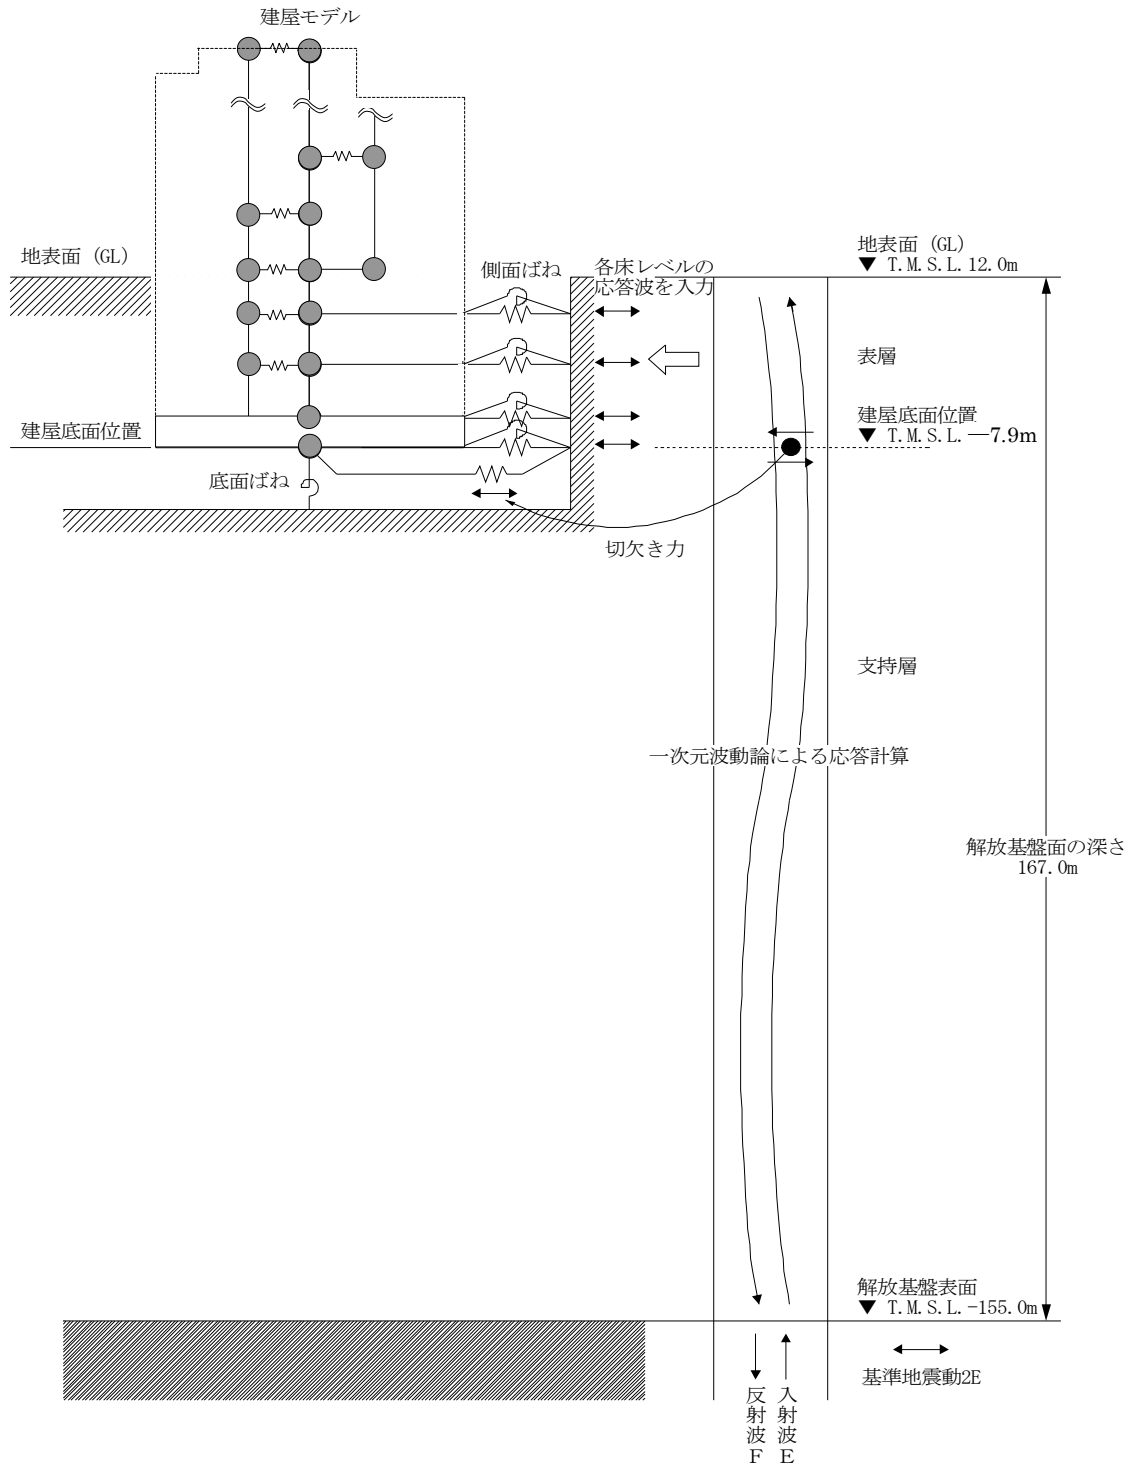 建屋モデル
地表面 (GL)
側面ばね
各床レベルの
応答波を入力
地表面 (GL)
▼ T.M.S.L.12.0m
表層
建屋底面位置
建屋底面位置
▼ T.M.S.L.―7.9m
底面ばね
切欠き力
支持層
一次元波動論による応答計算
解放基盤面の深さ
167.0m
解放基盤表面
▼ T.M.S.L.-155.0m
基準地震動2E
反射波F
入射波E